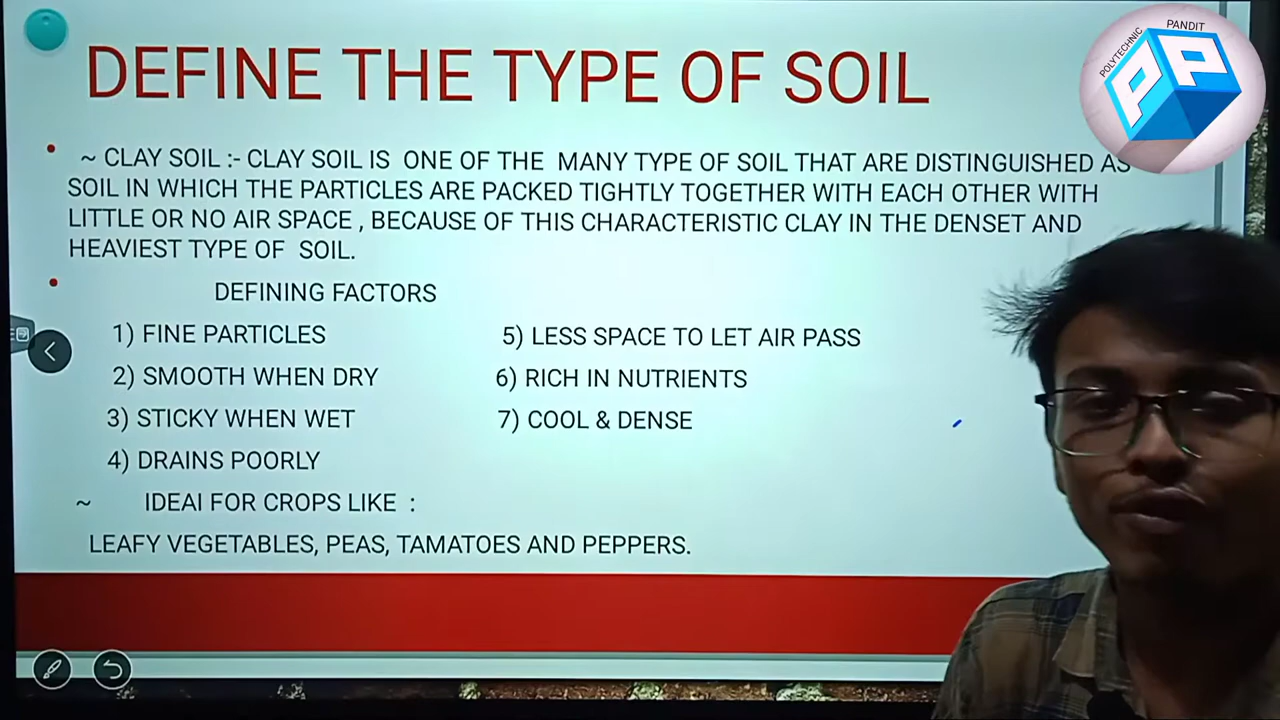 DEFINE THE TYPE OF SOIL
POLYTECHNIC PANDIT
PP
~ CLAY SOIL :- CLAY SOIL IS ONE OF THE MANY TYPE OF SOIL THAT ARE DISTINGUISHED AS
SOIL IN WHICH THE PARTICLES ARE PACKED TIGHTLY TOGETHER WITH EACH OTHER WITH
LITTLE OR NO AIR SPACE , BECAUSE OF THIS CHARACTERISTIC CLAY IN THE DENSET AND
HEAVIEST TYPE OF SOIL.
DEFINING FACTORS
1) FINE PARTICLES
2) SMOOTH WHEN DRY
3) STICKY WHEN WET
4) DRAINS POORLY
5) LESS SPACE TO LET AIR PASS
6) RICH IN NUTRIENTS
7) COOL & DENSE
~ IDEAI FOR CROPS LIKE :
LEAFY VEGETABLES, PEAS, TAMATOES AND PEPPERS.